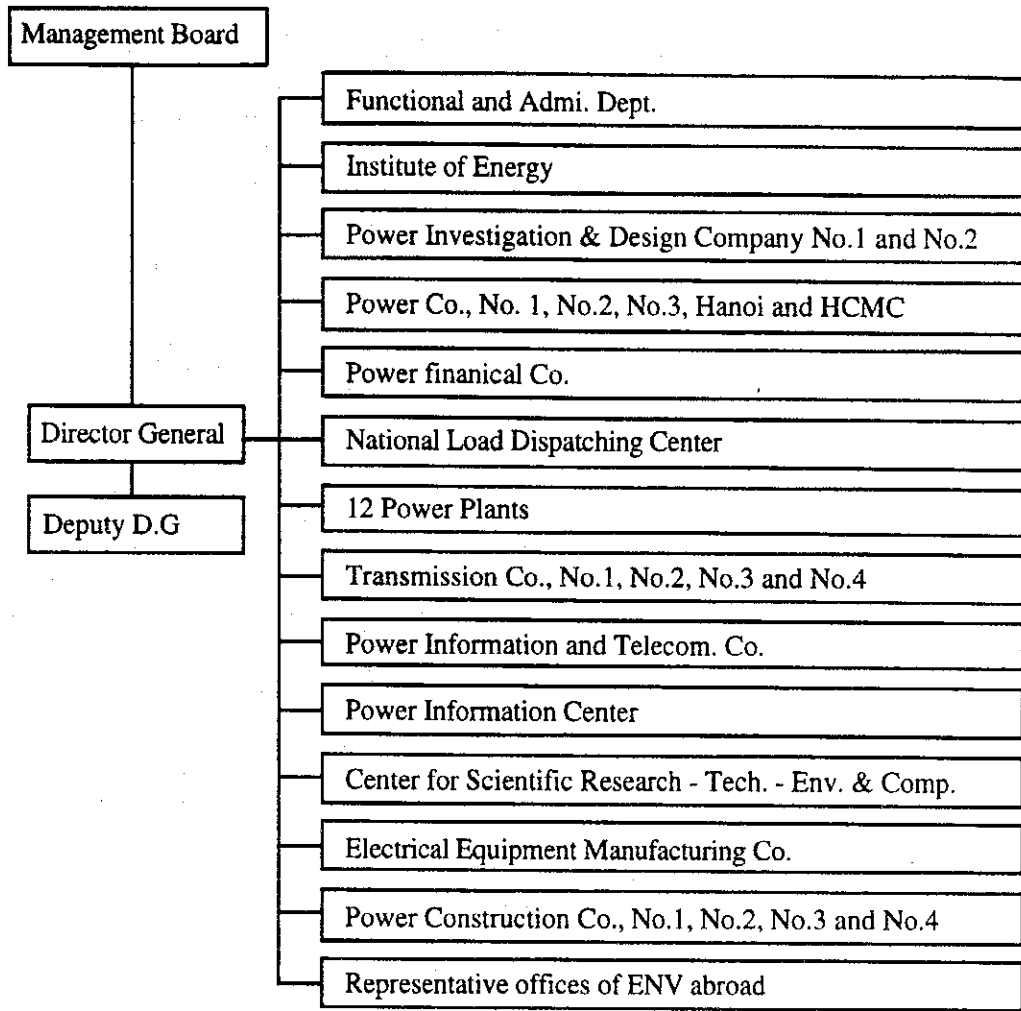 Management Board
Functional and Admi. Dept.
Institute of Energy
Power Investigation & Design Company No.1 and No.2
Power Co., No. 1, No.2, No.3, Hanoi and HCMC
Power finanical Co.
Director General
National Load Dispatching Center
Deputy D.G
12 Power Plants
Transmission Co., No.1, No.2, No.3 and No.4
Power Information and Telecom. Co.
Power Information Center
Center for Scientific Research - Tech. - Env. & Comp.
Electrical Equipment Manufacturing Co.
Power Construction Co., No.1, No.2, No.3 and No.4
Representative offices of ENV abroad